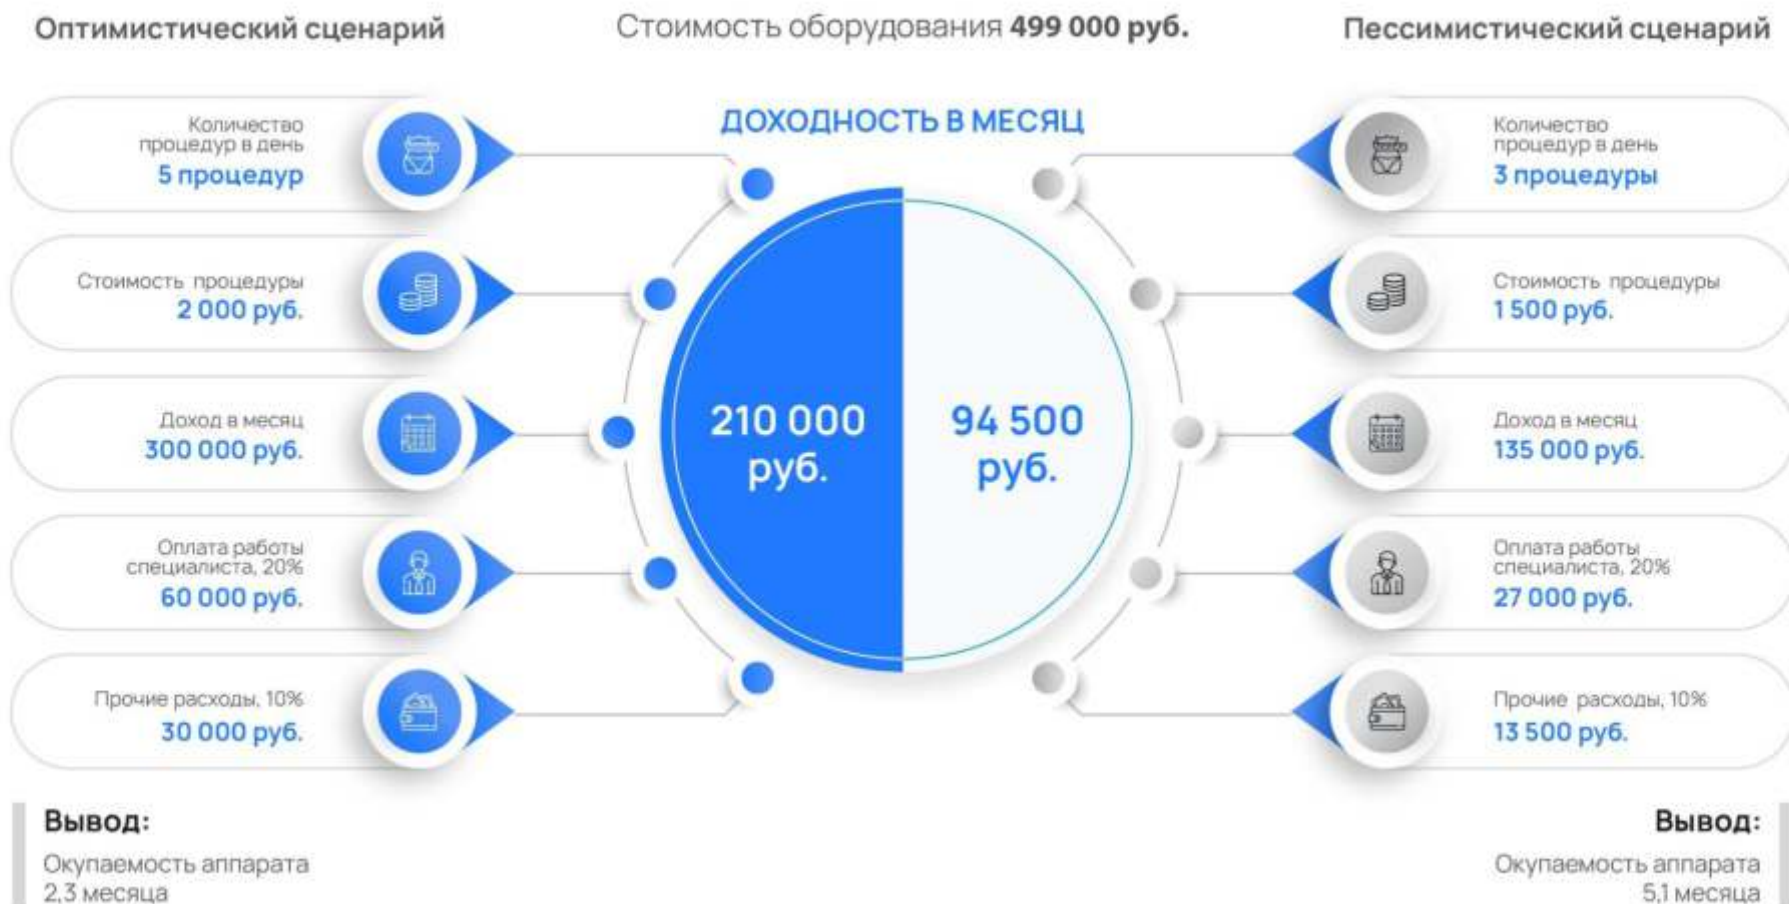 Оптимистический сценарий
Стоимость оборудования 499 000 руб.
Пессимистический сценарий
ДОХОДНОСТЬ В МЕСЯЦ
Количество
процедур в день
5 процедур
Стоимость процедуры
2 000 руб.
Доход в месяц
300 000 руб.
Оплата работы
специалиста, 20%
60 000 руб.
Прочие расходы, 10%
30 000 руб.
210 000
руб.
94 500
руб.
Количество
процедур в день
3 процедуры
Стоимость процедуры
1 500 руб.
Доход в месяц
135 000 руб.
Оплата работы
специалиста, 20%
27 000 руб.
Прочие расходы, 10%
13 500 руб.
Вывод:
Окупаемость аппарата
2,3 месяца
Вывод:
Окупаемость аппарата
5,1 месяца